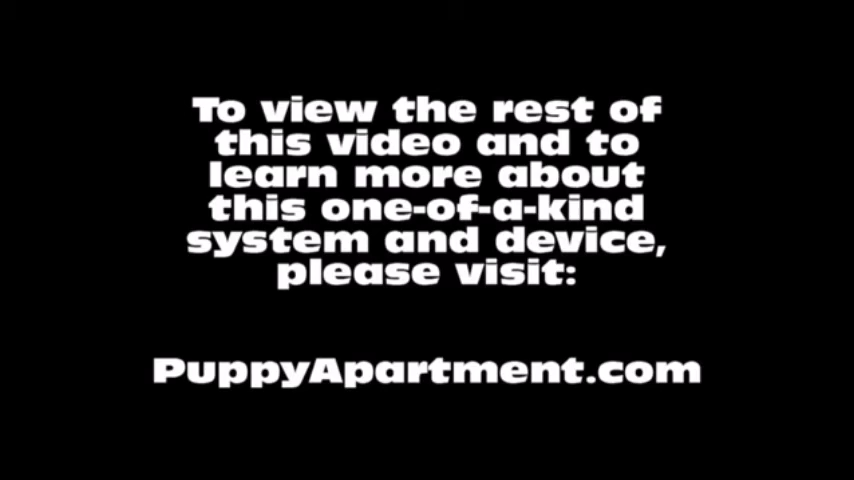 To view the rest of
this video and to
learn more about
this one-of-a-kind
system and device,
please visit:
PuppyApartment.com